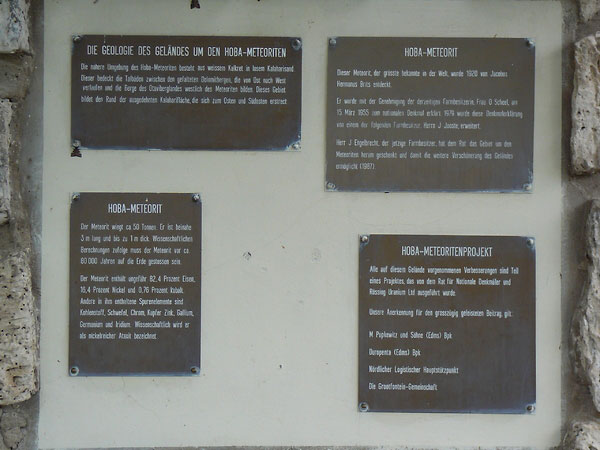 DIE GEOLOGIE DES GELÄNDES UM DEN HOBA-METEORITEN
Die nähere Umgebung des Hoba-Meteoriten besteht aus weissem Kalkret in losem Kalaharisand.
Dieser bedeckt die Talböden zwischen den gefalteten Dolomithergen, die von Ost nach West
verlaufen und die Berge des Otaviberglandes westlich des Meteoriten bilden. Dieses Gebiet
bildet den Rand der ausgedehnten Kalaharifläche, die sich zum Osten und Südosten erstreckt.
HOBA-METEORIT
Dieser Meteorit, der grösste bekannte in der Welt, wurde 1920 von Jacobus
Hermanus Brits entdeckt.
Er wurde mit der Genehmigung der derzeitigen Farmbesitzerin, Frau O Scheel, am
15 März 1955 zum nationalen Denkmal erklärt. 1979 wurde diese Denkmalerklärung
von einem der folgenden Farmbesitzer, Herrn J Jooste, erweitert.
Herr J Engelbrecht, der jetzige Farmbesitzer, hat dem Rat das Gebiet um den
Meteoriten herum geschenkt und damit die weitere Verschönerung des Geländes
ermöglicht (1987).
HOBA-METEORIT
Der Meteorit wiegt ca 50 Tonnen. Er ist beinahe
3 m lang und bis zu 1 m dick. Wissenschaftlichen
Berechnungen zufolge muss der Meteorit vor ca
80 000 Jahren auf die Erde gestossen sein.
Der Meteorit enthält ungefähr 82,4 Prozent Eisen,
16,4 Prozent Nickel und 0,76 Prozent Kobalt.
Andere in ihm enthaltene Spurenelemente sind
Kohlenstoff, Schwefel, Chrom, Kupfer Zink, Gallium,
Germanium und Iridium. Wissenschaftlich wird er
als nickelreicher Ataxit bezeichnet.
HOBA-METEORITENPROJEKT
Alle auf diesem Gelände vorgenommenen Verbesserungen sind Teil
eines Projektes, das von dem Rat für Nationale Denkmäler und
Rössing Uranium Ltd ausgeführt wurde.
Unsere Anerkennung für den grosszügig geleisteten Beitrag gilt:
M Pupkewitz und Söhne (Edms) Bpk
Duropenta (Edms) Bpk
Nördlicher Logistischer Hauptstützpunkt
Die Grootfontein-Gemeinschaft